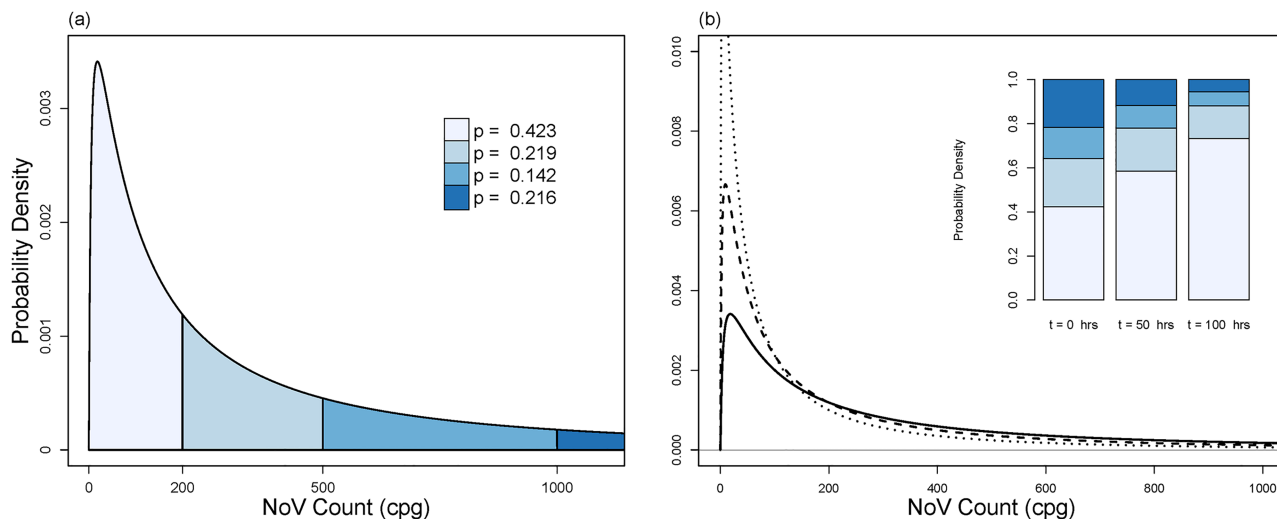 (a)
Probability Density
0.003
0.002
0.001
0
p = 0.423
p = 0.219
p = 0.142
p = 0.216
0 200 500 1000
NoV Count (cpg)
(b)
0.010
0.008
0.006
0.004
0.002
0.000
Probability Density
1.0
0.8
0.6
0.4
0.2
0.0
t = 0 hrs t = 50 hrs t = 100 hrs
0 200 400 600 800 1000
NoV Count (cpg)